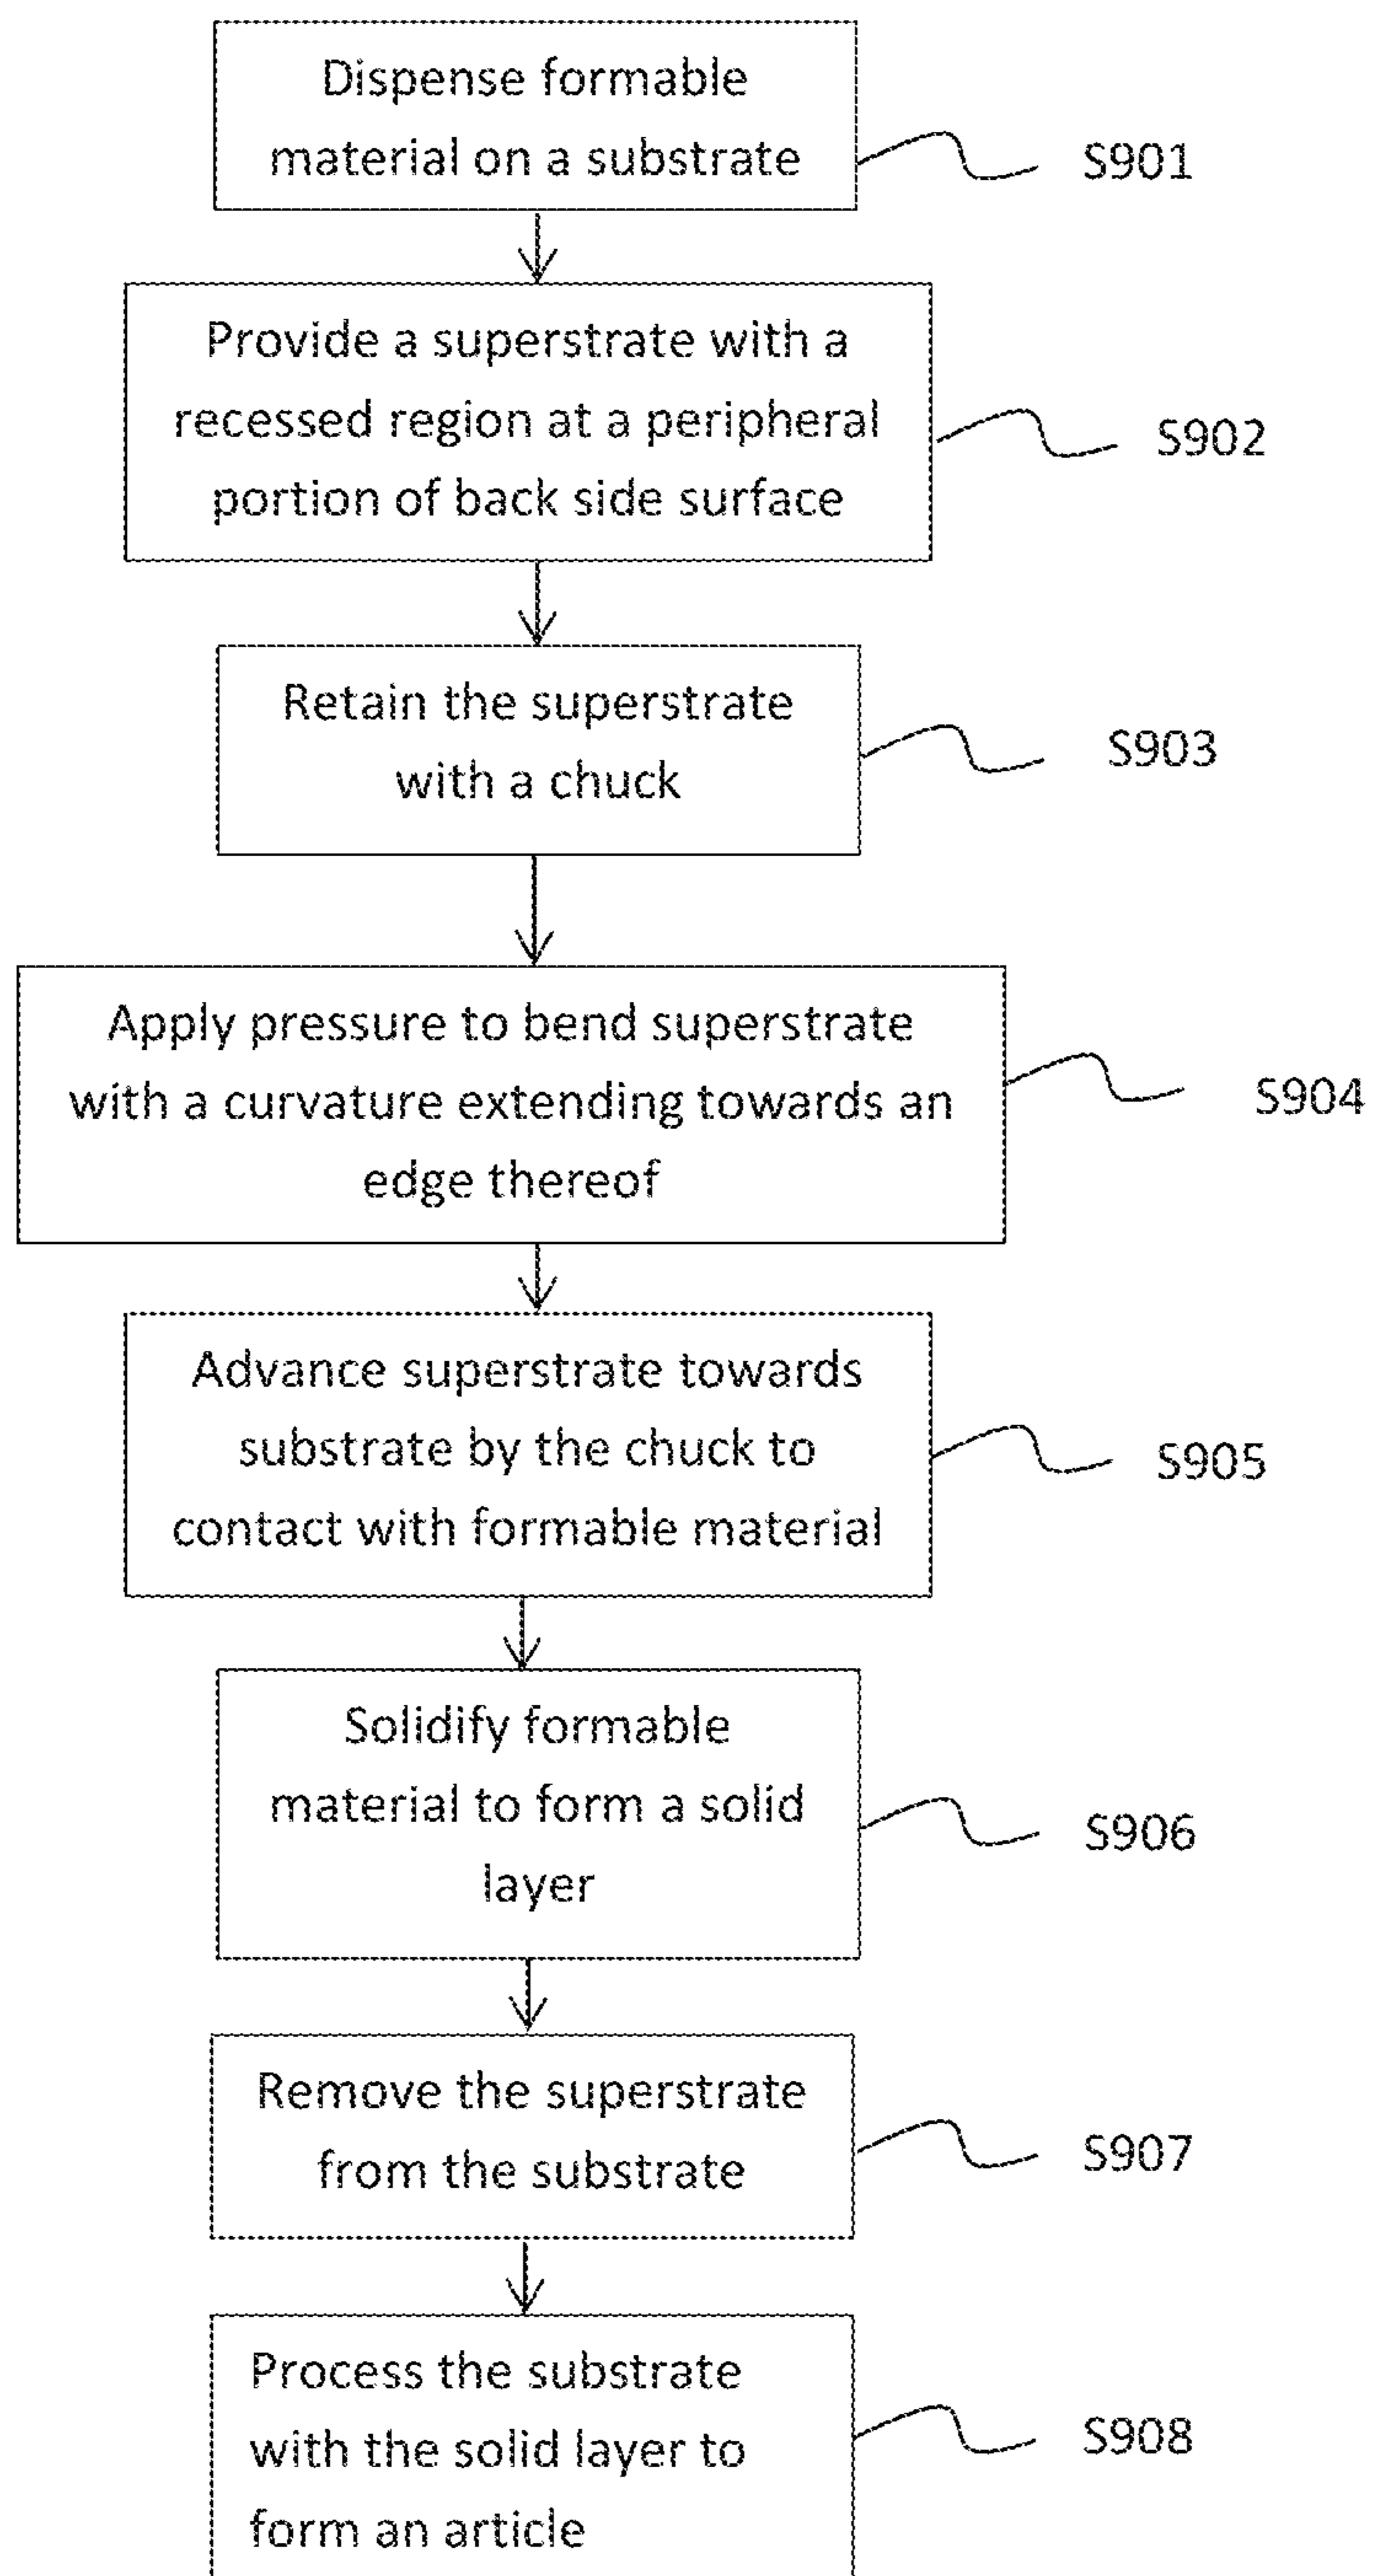 Dispense formable
material on a substrate
S901
Provide a superstrate with a
recessed region at a peripheral
portion of back side surface
S902
Retain the superstrate
with a chuck
S903
Apply pressure to bend superstrate
with a curvature extending towards an
edge thereof
S904
Advance superstrate towards
substrate by the chuck to
contact with formable material
S905
Solidify formable
material to form a solid
layer
S906
Remove the superstrate
from the substrate
S907
Process the substrate
with the solid layer to
form an article
S908